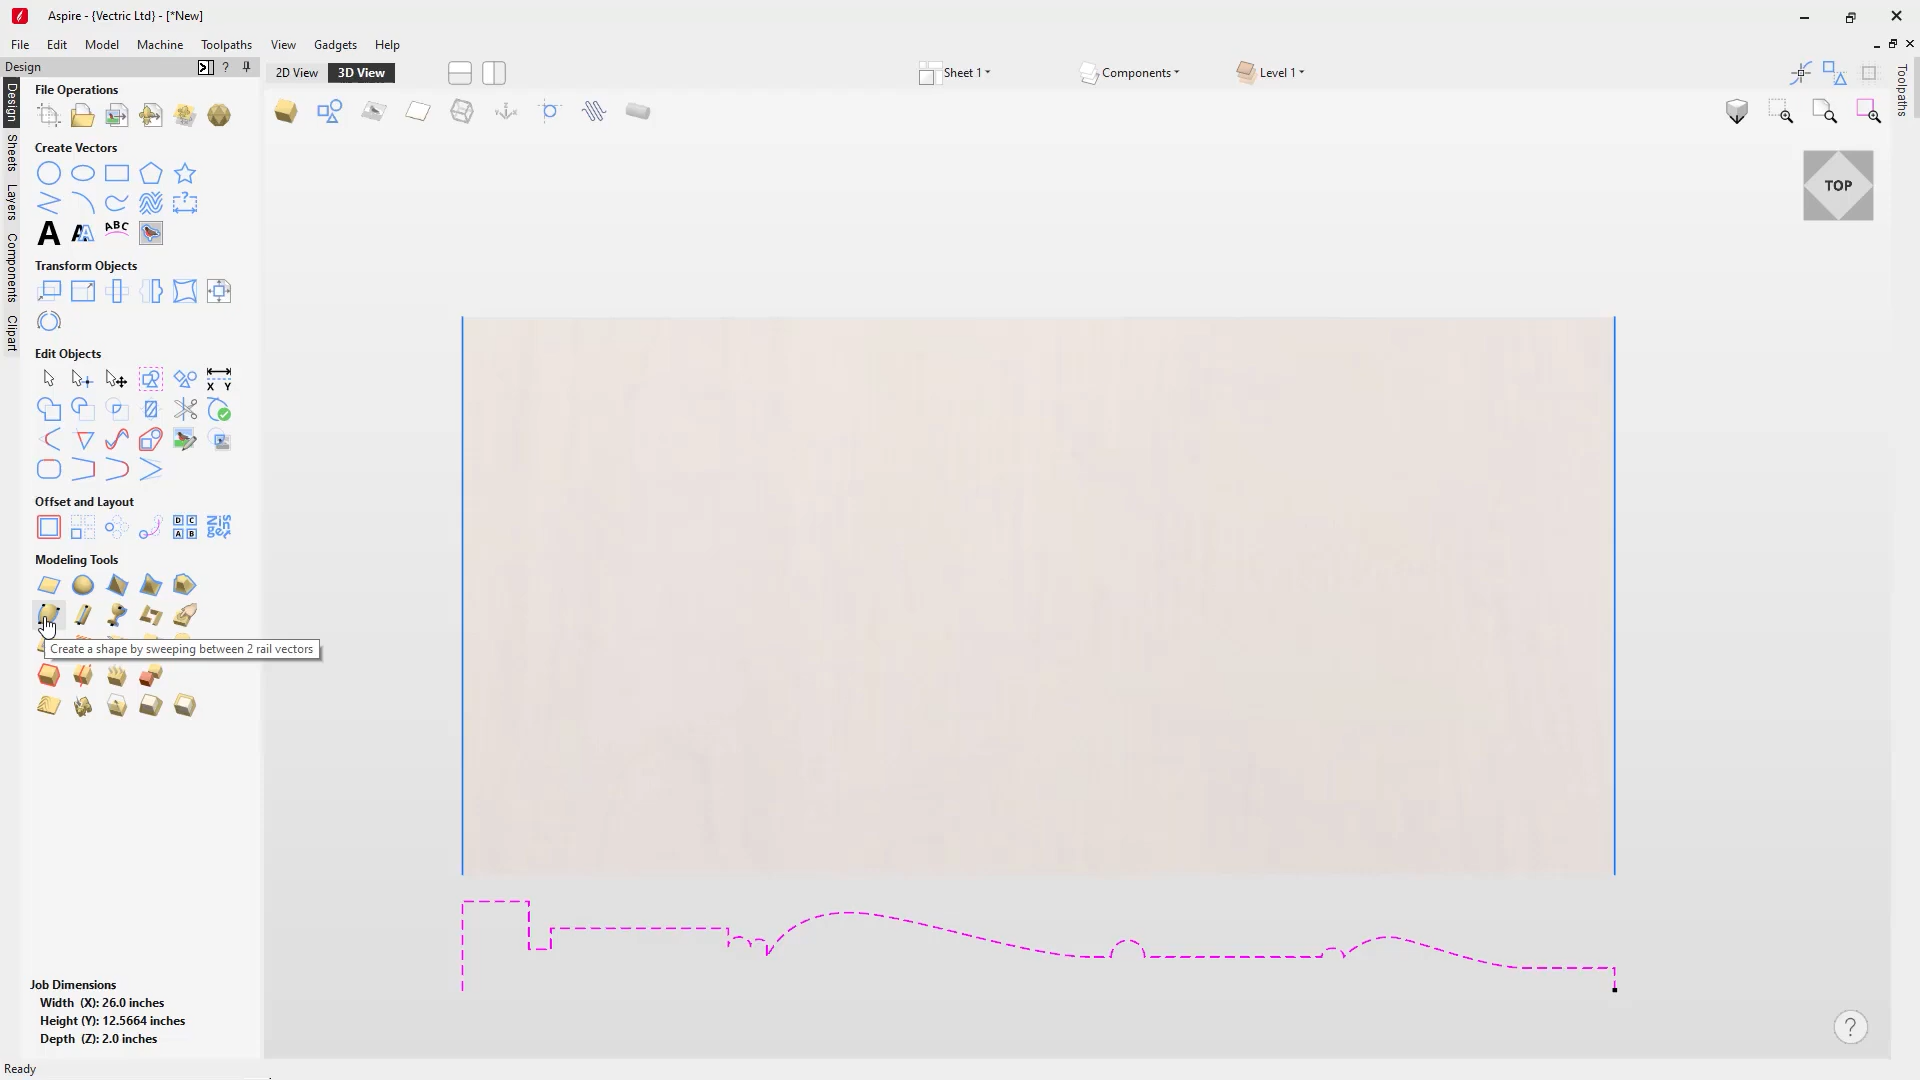 Aspire - {Vectric Ltd} - [*New]
File Edit Model Machine Toolpaths View Gadgets Help
Design
2D View 3D View
Sheet 1
Components
Level 1
Toolpaths
Design
Sheets
Layers
Components
Clipart
File Operations
Create Vectors
A
ABC
Transform Objects
Edit Objects
X Y
Offset and Layout
D C
A B
Modeling Tools
Create a shape by sweeping between 2 rail vectors
TOP
Job Dimensions
Width (X): 26.0 inches
Height (Y): 12.5664 inches
Depth (Z): 2.0 inches
Ready